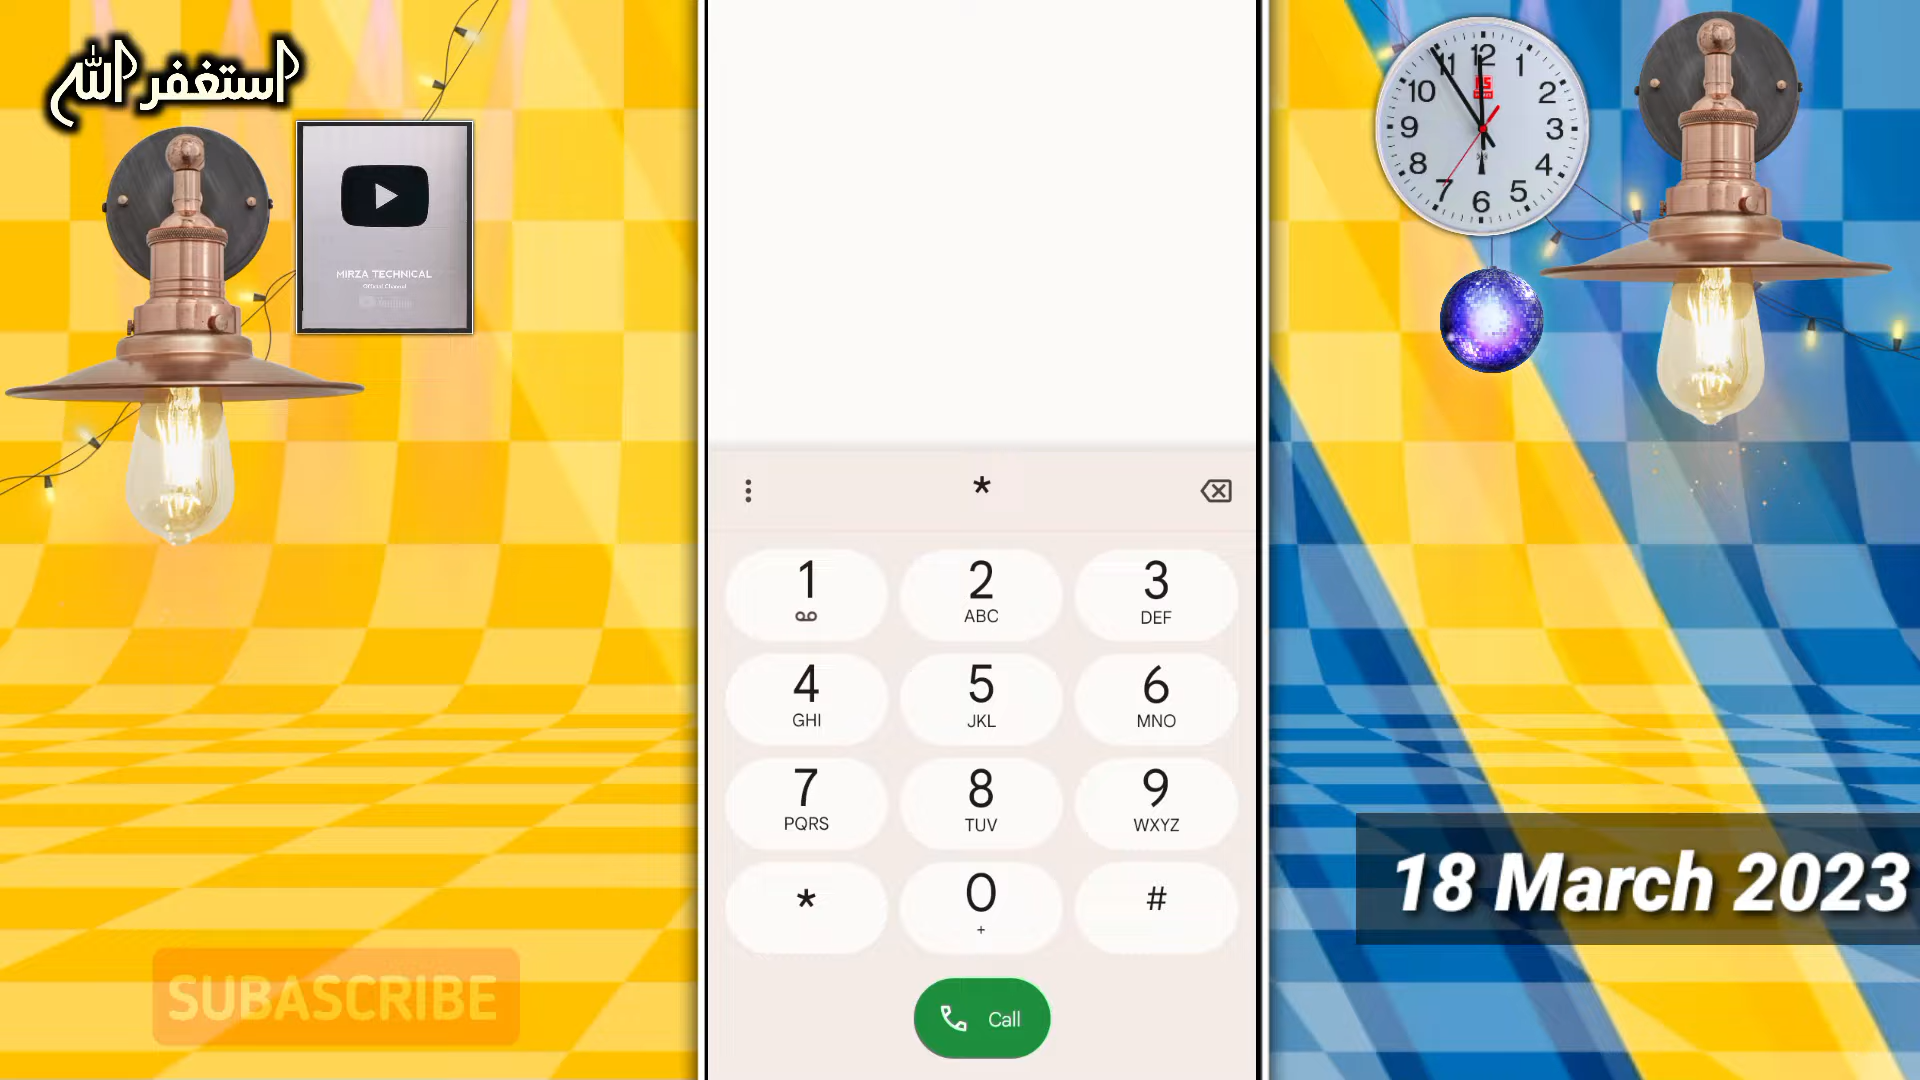 استغفر الله
MIRZA TECHNICAL
Official Channel
12
1
2
3
4
5
6
7
8
9
10
11
*
1
2
ABC
3
DEF
4
GHI
5
JKL
6
MNO
7
PQRS
8
TUV
9
WXYZ
*
0
+
#
Call
18 March 2023
SUBASCRIBE